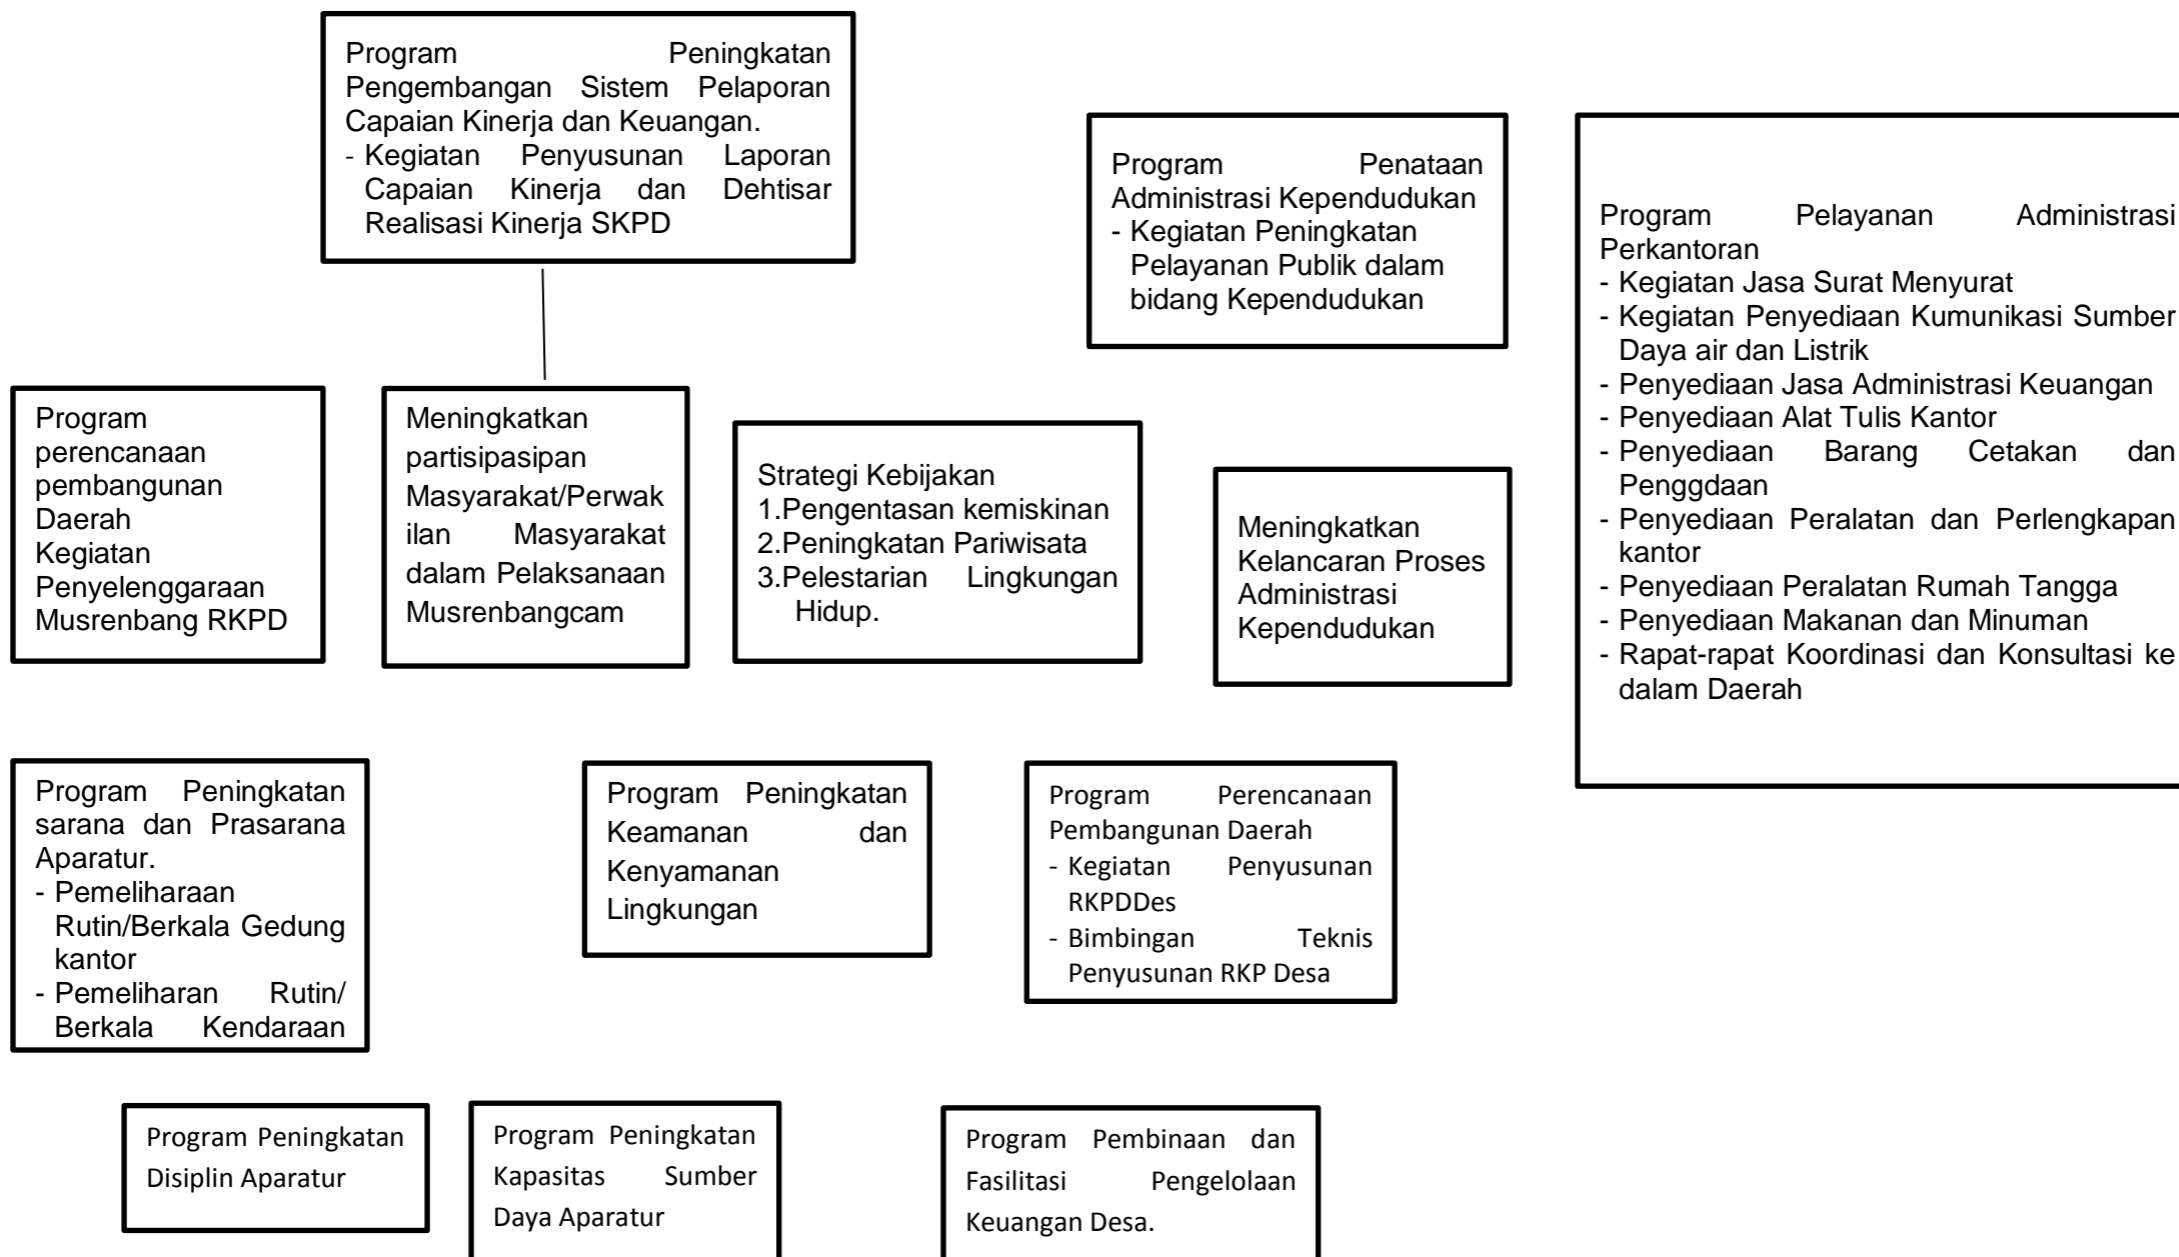 Program Peningkatan
Pengembangan Sistem Pelaporan
Capaian Kinerja dan Keuangan.
- Kegiatan Penyusunan Laporan
Capaian Kinerja dan Dehtisar
Realisasi Kinerja SKPD
Program Penataan
Administrasi Kependudukan
- Kegiatan Peningkatan
Pelayanan Publik dalam
bidang Kependudukan
Program Pelayanan Administrasi
Perkantoran
- Kegiatan Jasa Surat Menyurat
- Kegiatan Penyediaan Kumunikasi Sumber
Daya air dan Listrik
- Penyediaan Jasa Administrasi Keuangan
- Penyediaan Alat Tulis Kantor
- Penyediaan Barang Cetakan dan
Penggdaan
- Penyediaan Peralatan dan Perlengkapan
kantor
- Penyediaan Peralatan Rumah Tangga
- Penyediaan Makanan dan Minuman
- Rapat-rapat Koordinasi dan Konsultasi ke
dalam Daerah
Program
perencanaan
pembangunan
Daerah
Kegiatan
Penyelenggaraan
Musrenbang RKPD
Meningkatkan
partisipasipan
Masyarakat/Perwak
ilan Masyarakat
dalam Pelaksanaan
Musrenbangcam
Strategi Kebijakan
1.Pengentasan kemiskinan
2.Peningkatan Pariwisata
3.Pelestarian Lingkungan
Hidup.
Meningkatkan
Kelancaran Proses
Administrasi
Kependudukan
Program Peningkatan
sarana dan Prasarana
Aparatur.
- Pemeliharaan
Rutin/Berkala Gedung
kantor
- Pemeliharan Rutin/
Berkala Kendaraan
Program Peningkatan
Keamanan dan
Kenyamanan
Lingkungan
Program Perencanaan
Pembangunan Daerah
- Kegiatan Penyusunan
RKPDDes
- Bimbingan Teknis
Penyusunan RKP Desa
Program Peningkatan
Disiplin Aparatur
Program Peningkatan
Kapasitas Sumber
Daya Aparatur
Program Pembinaan dan
Fasilitasi Pengelolaan
Keuangan Desa.